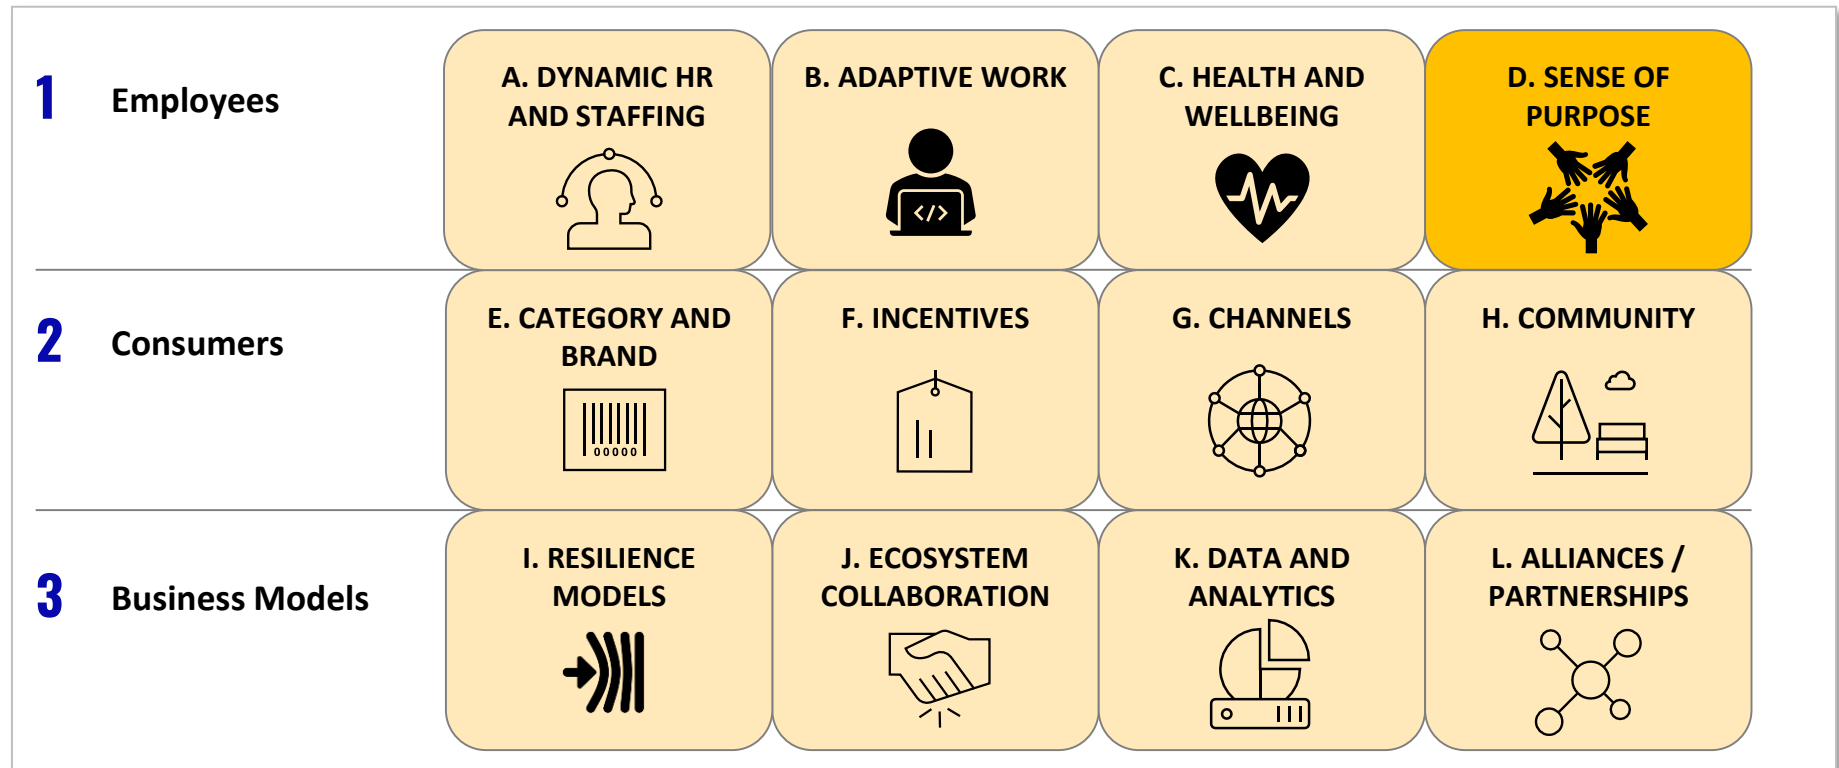 1
Employees
A. DYNAMIC HR
AND STAFFING
B. ADAPTIVE WORK
</>
C. HEALTH AND
WELLBEING
D. SENSE OF
PURPOSE
2
Consumers
E. CATEGORY AND
BRAND
00000
F. INCENTIVES
G. CHANNELS
H. COMMUNITY
3
Business Models
I. RESILIENCE
MODELS
J. ECOSYSTEM
COLLABORATION
K. DATA AND
ANALYTICS
L. ALLIANCES /
PARTNERSHIPS